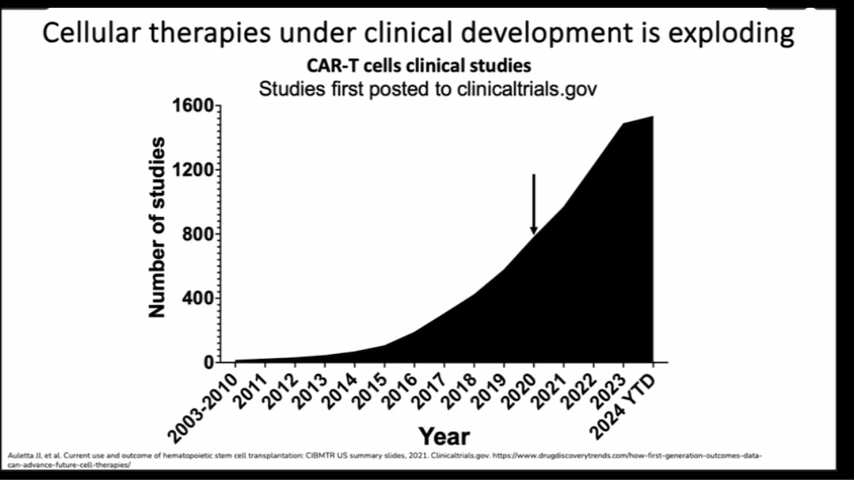 Cellular therapies under clinical development is exploding
CAR-T cells clinical studies
Studies first posted to clinicaltrials.gov
Number of studies
1600
1200
800
400
0
2003-2010
2011
2012
2013
2014
2015
2016
2017
2018
2019
2020
2021
2022
2023
2024 YTD
Year
Auletta JJ, et al. Current use and outcome of hematopoietic stem cell transplantation: CIBMTR US summary slides, 2021. Clinicaltrials.gov. https://www.drugdiscoverytrends.com/how-first-generation-outcomes-data-
can-advance-future-cell-therapies/